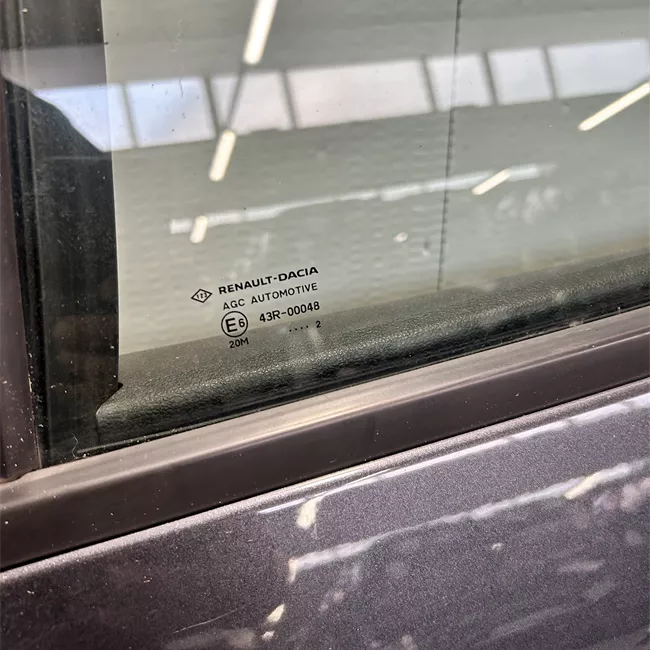 RENAULT-DACIA
AGC AUTOMOTIVE
E6 43R-00048
20M .... 2